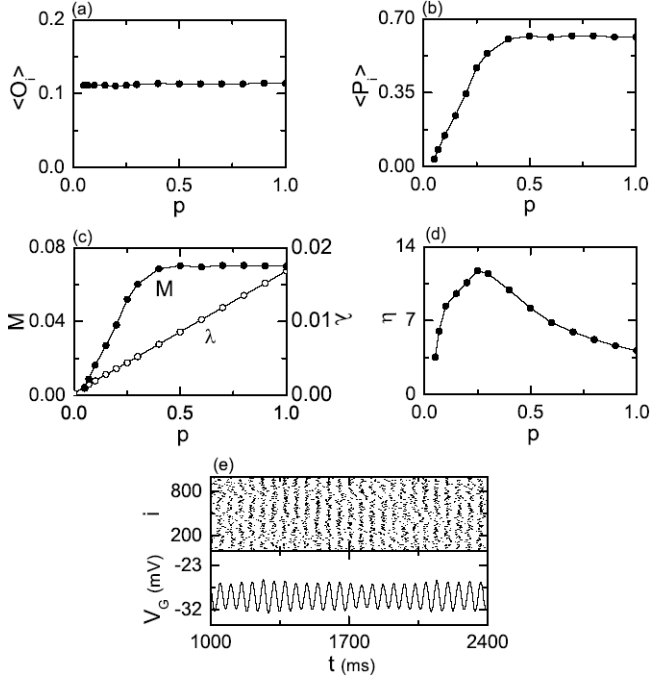 (a)
0.2
0.1
0.0
<O_i>
0.0 0.5 1.0
p
(b)
0.70
0.35
0.00
<P_i>
0.0 0.5 1.0
p
(c)
0.08
0.04
0.00
M
M
λ
0.02
0.01
0.00
λ
0.0 0.5 1.0
p
(d)
14
7
0
η
0.0 0.5 1.0
p
(e)
800
200
i
-23
-32
V_G (mV)
1000 1700 2400
t (ms)